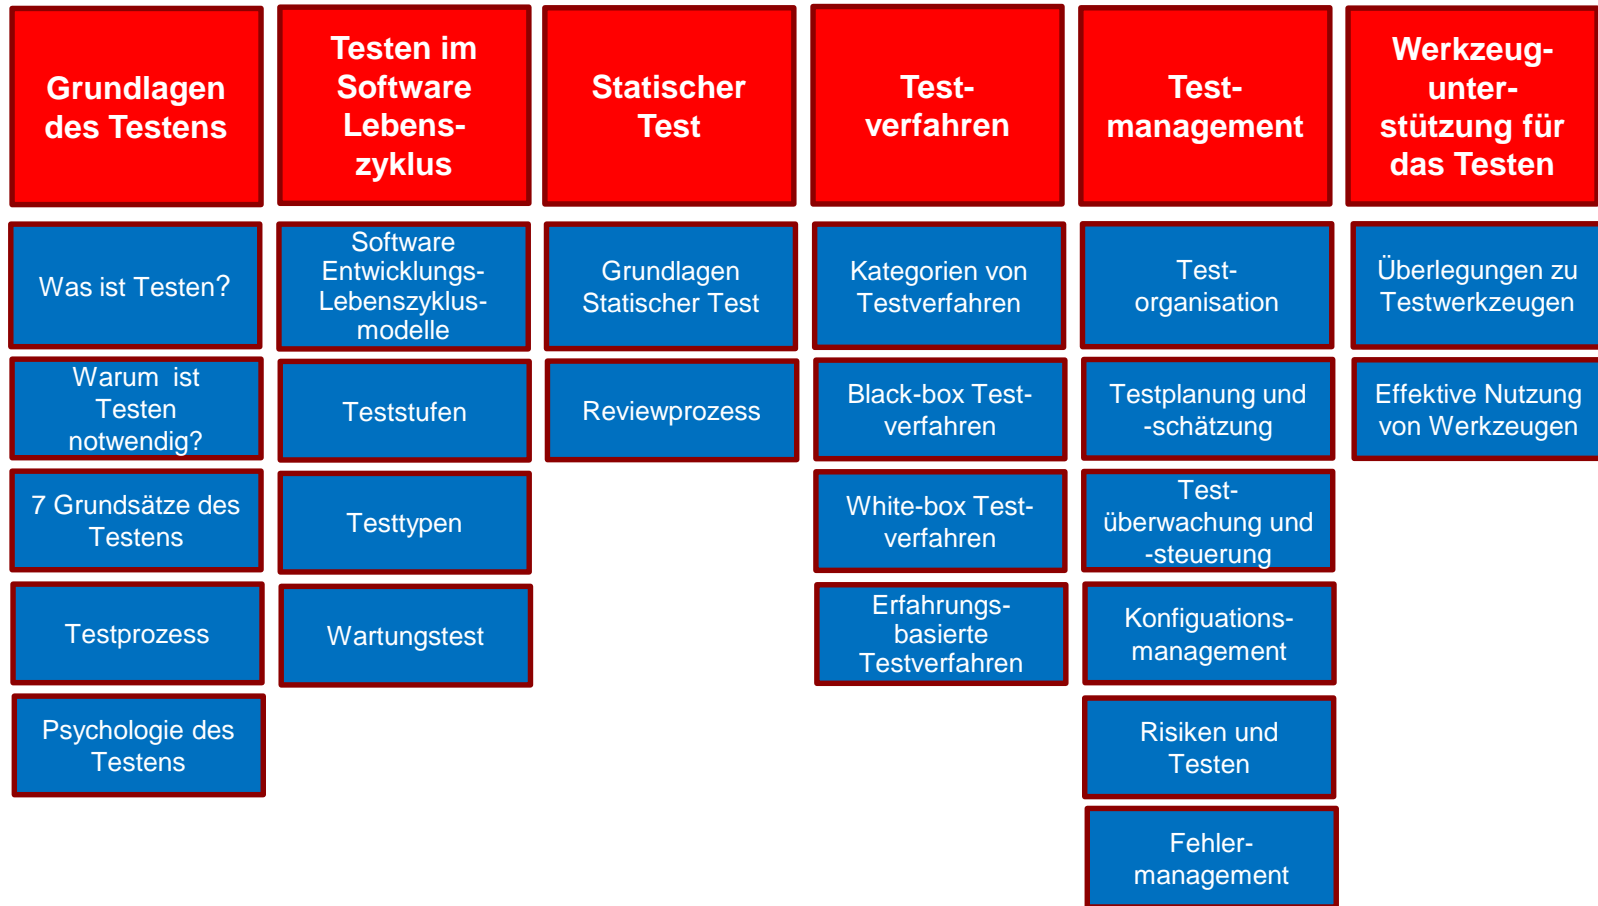 Grundlagen
des Testens
Testen im
Software
Lebens-
zyklus
Statischer
Test
Test-
verfahren
Test-
management
Werkzeug-
unter-
stützung für
das Testen
Was ist Testen?
Warum ist
Testen
notwendig?
7 Grundsätze des
Testens
Testprozess
Psychologie des
Testens
Software
Entwicklungs-
Lebenszyklus-
modelle
Teststufen
Testtypen
Wartungstest
Grundlagen
Statischer Test
Reviewprozess
Kategorien von
Testverfahren
Black-box Test-
verfahren
White-box Test-
verfahren
Erfahrungs-
basierte
Testverfahren
Test-
organisation
Testplanung und
-schätzung
Test-
überwachung und
-steuerung
Konfiguations-
management
Risiken und
Testen
Fehler-
management
Überlegungen zu
Testwerkzeugen
Effektive Nutzung
von Werkzeugen